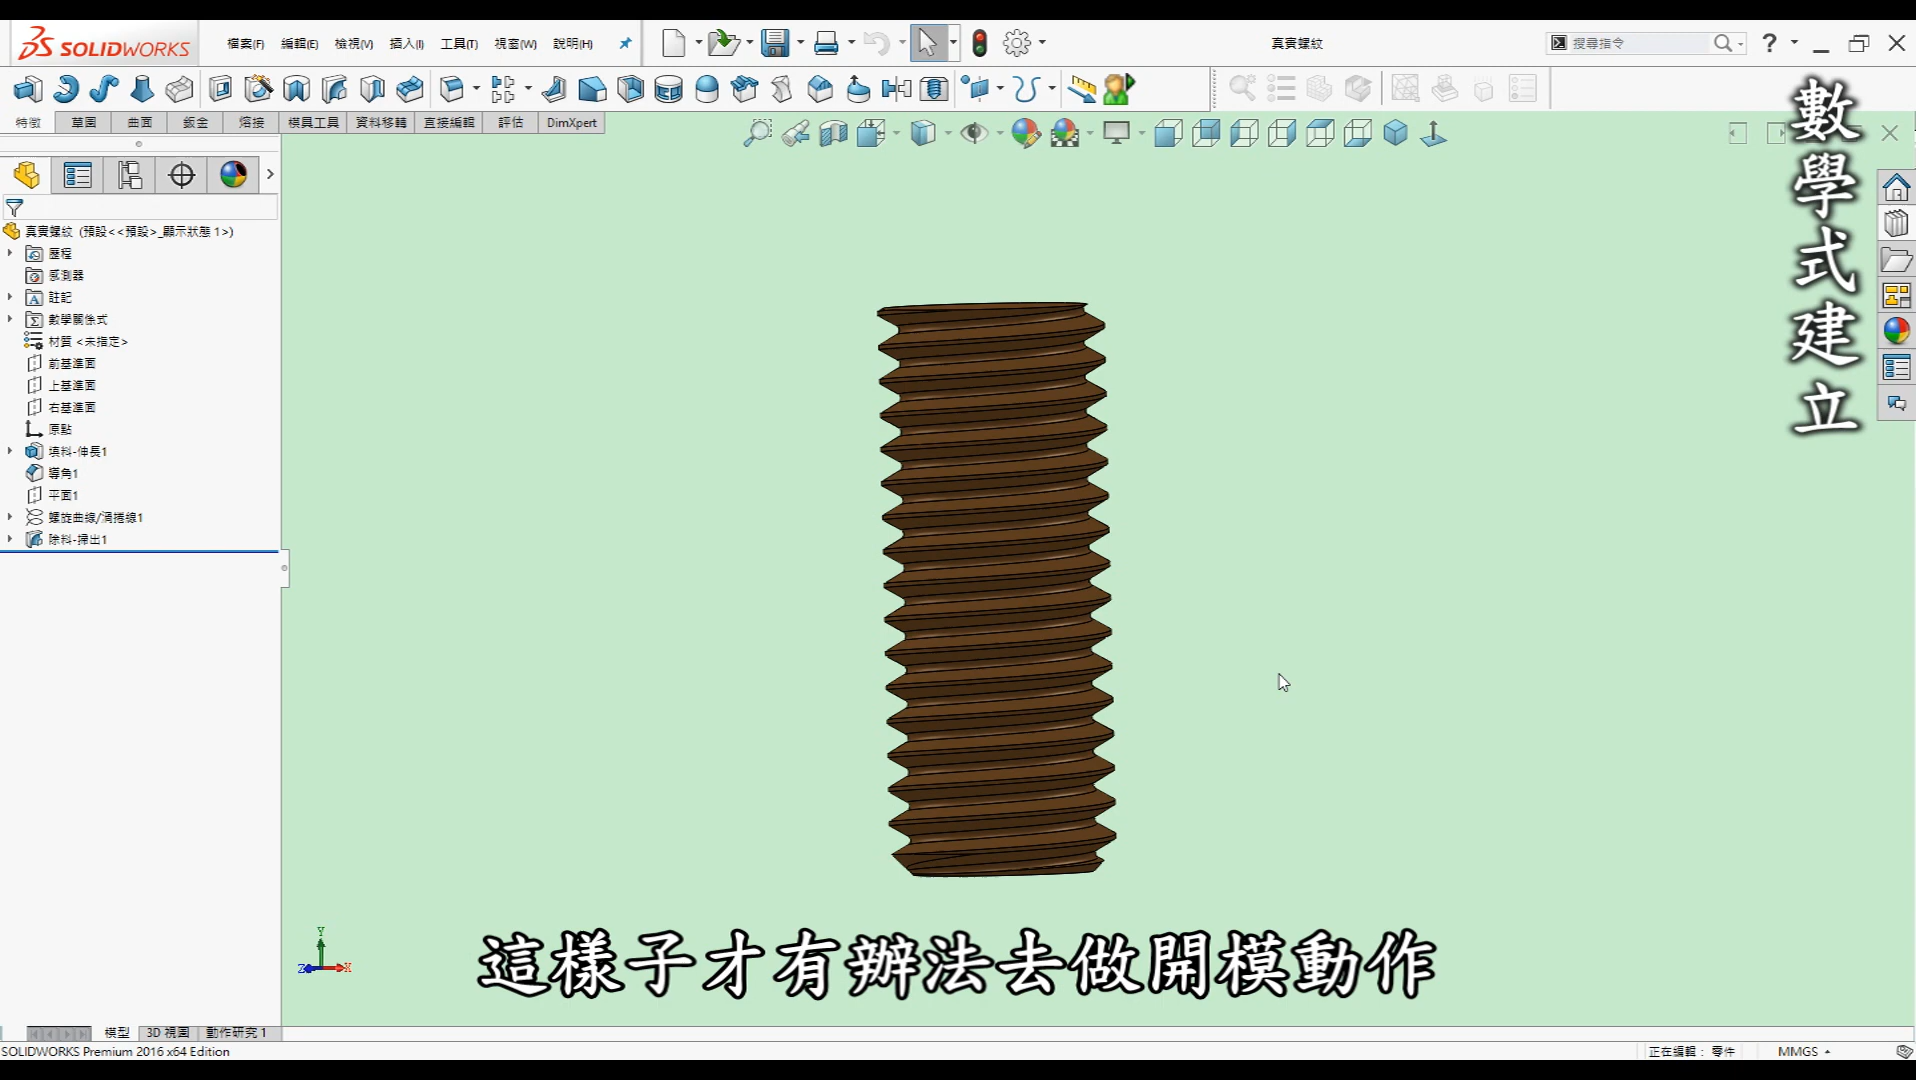 SOLIDWORKS
檔案(F) 編輯(E) 檢視(V) 插入(I) 工具(T) 視窗(W) 說明(H)
真實螺紋
搜尋指令
特徵 草圖 曲面 鈑金 熔接 模具工具 資料移轉 直接編輯 評估 DimXpert
真實螺紋 (預設<<預設>_顯示狀態 1>)
歷程
感測器
註記
數學關係式
材質 <未指定>
前基準面
上基準面
右基準面
原點
填料-伸長1
導角1
平面1
螺旋曲線/渦捲線1
除料-掃出1
數學式建立
Y
Z X
這樣子才有辦法去做開模動作
模型 3D 視圖 動作研究 1
SOLIDWORKS Premium 2016 x64 Edition
正在編輯： 零件 MMGS